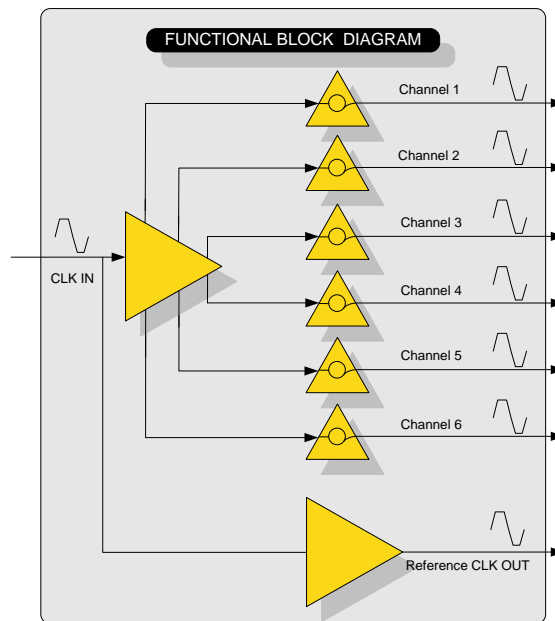 FUNCTIONAL BLOCK DIAGRAM
Channel 1
Channel 2
Channel 3
CLK IN
Channel 4
Channel 5
Channel 6
Reference CLK OUT